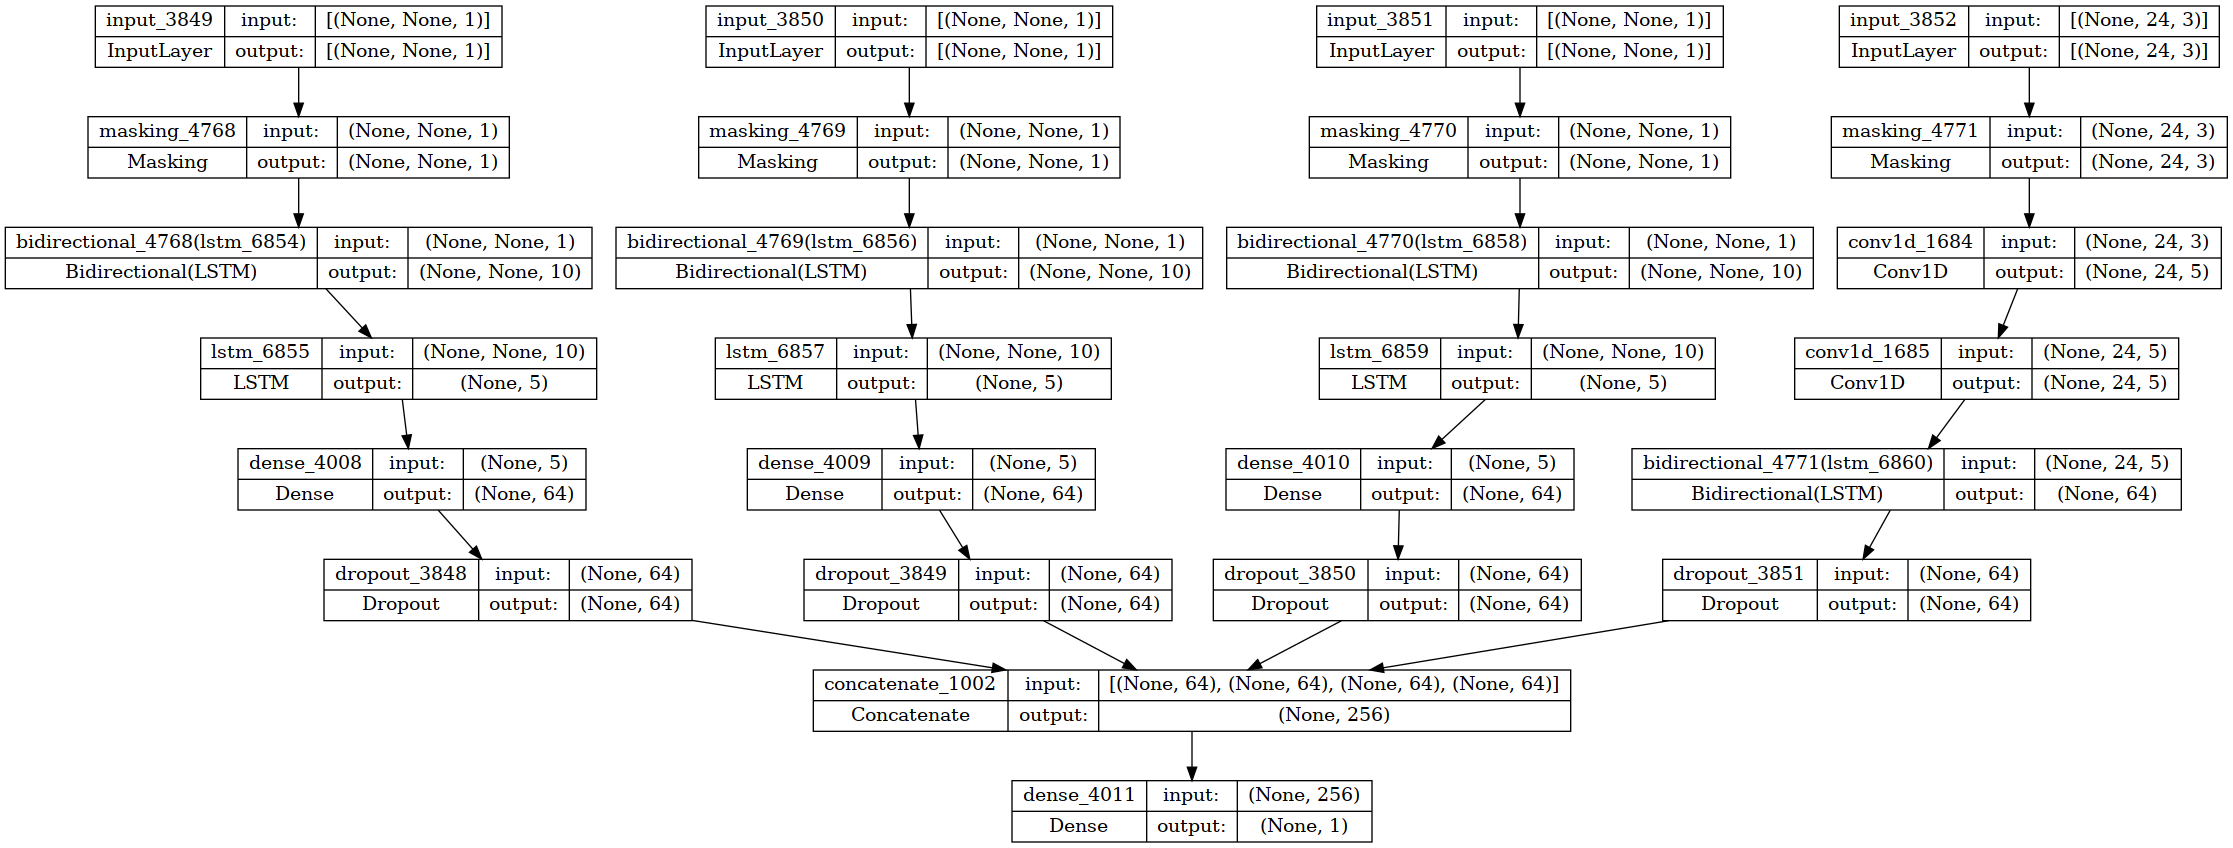 input_3849 input: [(None, None, 1)]
InputLayer output: [(None, None, 1)]
input_3850 input: [(None, None, 1)]
InputLayer output: [(None, None, 1)]
input_3851 input: [(None, None, 1)]
InputLayer output: [(None, None, 1)]
input_3852 input: [(None, 24, 3)]
InputLayer output: [(None, 24, 3)]
masking_4768 input: (None, None, 1)
Masking output: (None, None, 1)
masking_4769 input: (None, None, 1)
Masking output: (None, None, 1)
masking_4770 input: (None, None, 1)
Masking output: (None, None, 1)
masking_4771 input: (None, 24, 3)
Masking output: (None, 24, 3)
bidirectional_4768(lstm_6854) input: (None, None, 1)
Bidirectional(LSTM) output: (None, None, 10)
bidirectional_4769(lstm_6856) input: (None, None, 1)
Bidirectional(LSTM) output: (None, None, 10)
bidirectional_4770(lstm_6858) input: (None, None, 1)
Bidirectional(LSTM) output: (None, None, 10)
conv1d_1684 input: (None, 24, 3)
Conv1D output: (None, 24, 5)
lstm_6855 input: (None, None, 10)
LSTM output: (None, 5)
lstm_6857 input: (None, None, 10)
LSTM output: (None, 5)
lstm_6859 input: (None, None, 10)
LSTM output: (None, 5)
conv1d_1685 input: (None, 24, 5)
Conv1D output: (None, 24, 5)
dense_4008 input: (None, 5)
Dense output: (None, 64)
dense_4009 input: (None, 5)
Dense output: (None, 64)
dense_4010 input: (None, 5)
Dense output: (None, 64)
bidirectional_4771(lstm_6860) input: (None, 24, 5)
Bidirectional(LSTM) output: (None, 64)
dropout_3848 input: (None, 64)
Dropout output: (None, 64)
dropout_3849 input: (None, 64)
Dropout output: (None, 64)
dropout_3850 input: (None, 64)
Dropout output: (None, 64)
dropout_3851 input: (None, 64)
Dropout output: (None, 64)
concatenate_1002 input: [(None, 64), (None, 64), (None, 64), (None, 64)]
Concatenate output: (None, 256)
dense_4011 input: (None, 256)
Dense output: (None, 1)